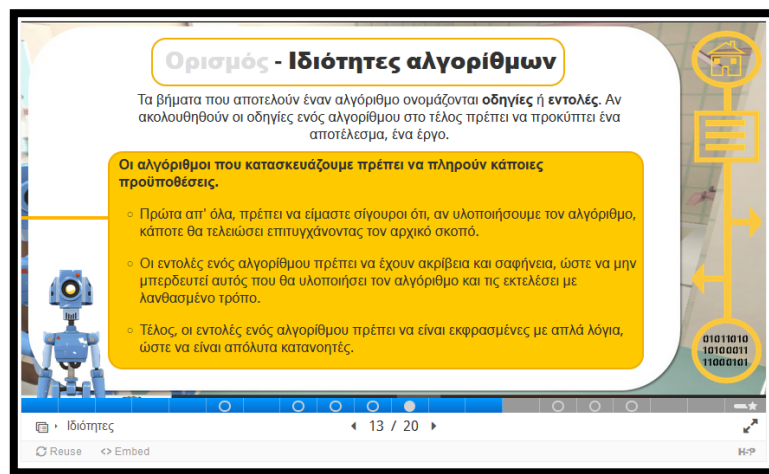 Ορισμός - Ιδιότητες αλγορίθμων
Τα βήματα που αποτελούν έναν αλγόριθμο ονομάζονται οδηγίες ή εντολές. Αν
ακολουθηθούν οι οδηγίες ενός αλγορίθμου στο τέλος πρέπει να προκύπτει ένα
αποτέλεσμα, ένα έργο.
Οι αλγόριθμοι που κατασκευάζουμε πρέπει να πληρούν κάποιες
προϋποθέσεις.
○ Πρώτα απ' όλα, πρέπει να είμαστε σίγουροι ότι, αν υλοποιήσουμε τον αλγόριθμο,
κάποτε θα τελειώσει επιτυγχάνοντας τον αρχικό σκοπό.
○ Οι εντολές ενός αλγορίθμου πρέπει να έχουν ακρίβεια και σαφήνεια, ώστε να μην
μπερδευτεί αυτός που θα υλοποιήσει τον αλγόριθμο και τις εκτελέσει με
λανθασμένο τρόπο.
○ Τέλος, οι εντολές ενός αλγορίθμου πρέπει να είναι εκφρασμένες με απλά λόγια,
ώστε να είναι απόλυτα κατανοητές.
01011010
10100011
11000101
Ιδιότητες
13 / 20
Reuse <> Embed
H-P